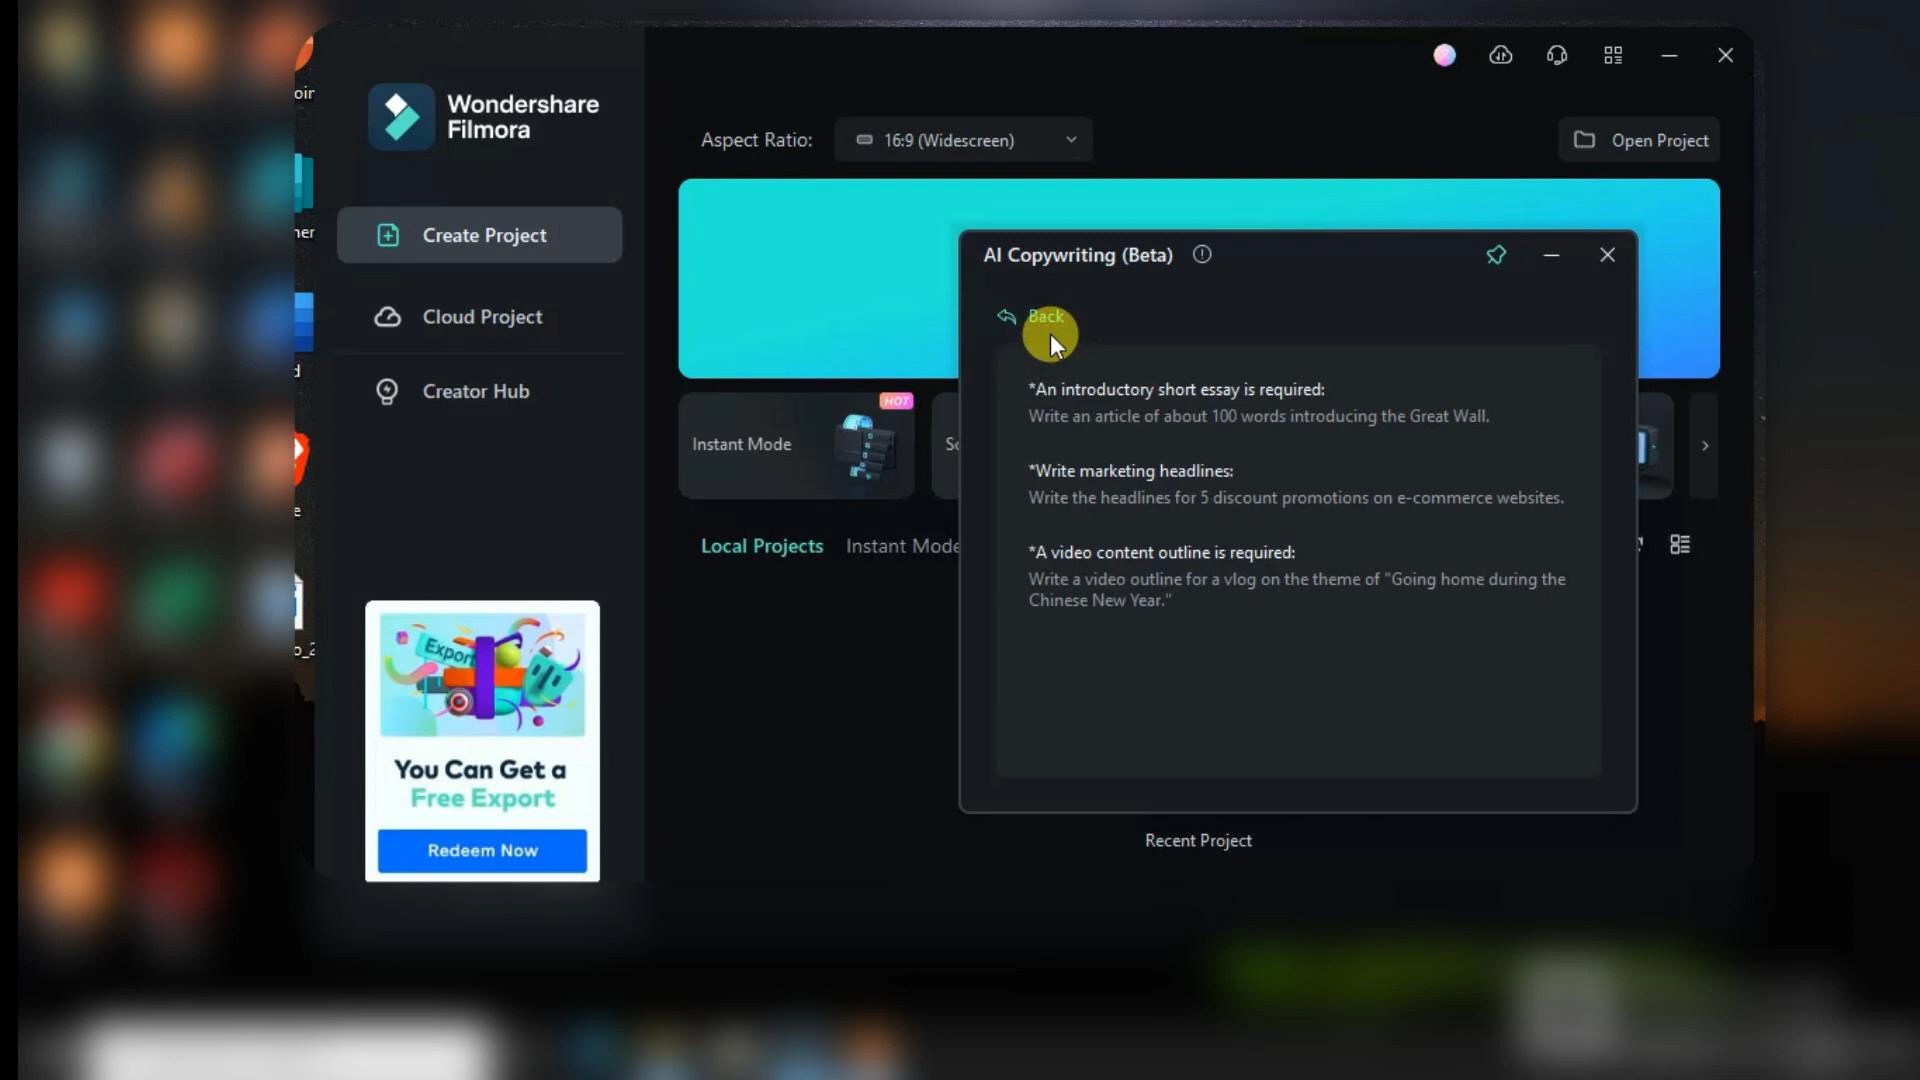 Wondershare
Filmora
Create Project
Cloud Project
Creator Hub
Export
You Can Get a
Free Export
Redeem Now
Aspect Ratio:
16:9 (Widescreen)
Open Project
Instant Mode
HOT
Local Projects
Instant Mode
Recent Project
AI Copywriting (Beta)
Back
*An introductory short essay is required:
Write an article of about 100 words introducing the Great Wall.
*Write marketing headlines:
Write the headlines for 5 discount promotions on e-commerce websites.
*A video content outline is required:
Write a video outline for a vlog on the theme of "Going home during the
Chinese New Year."